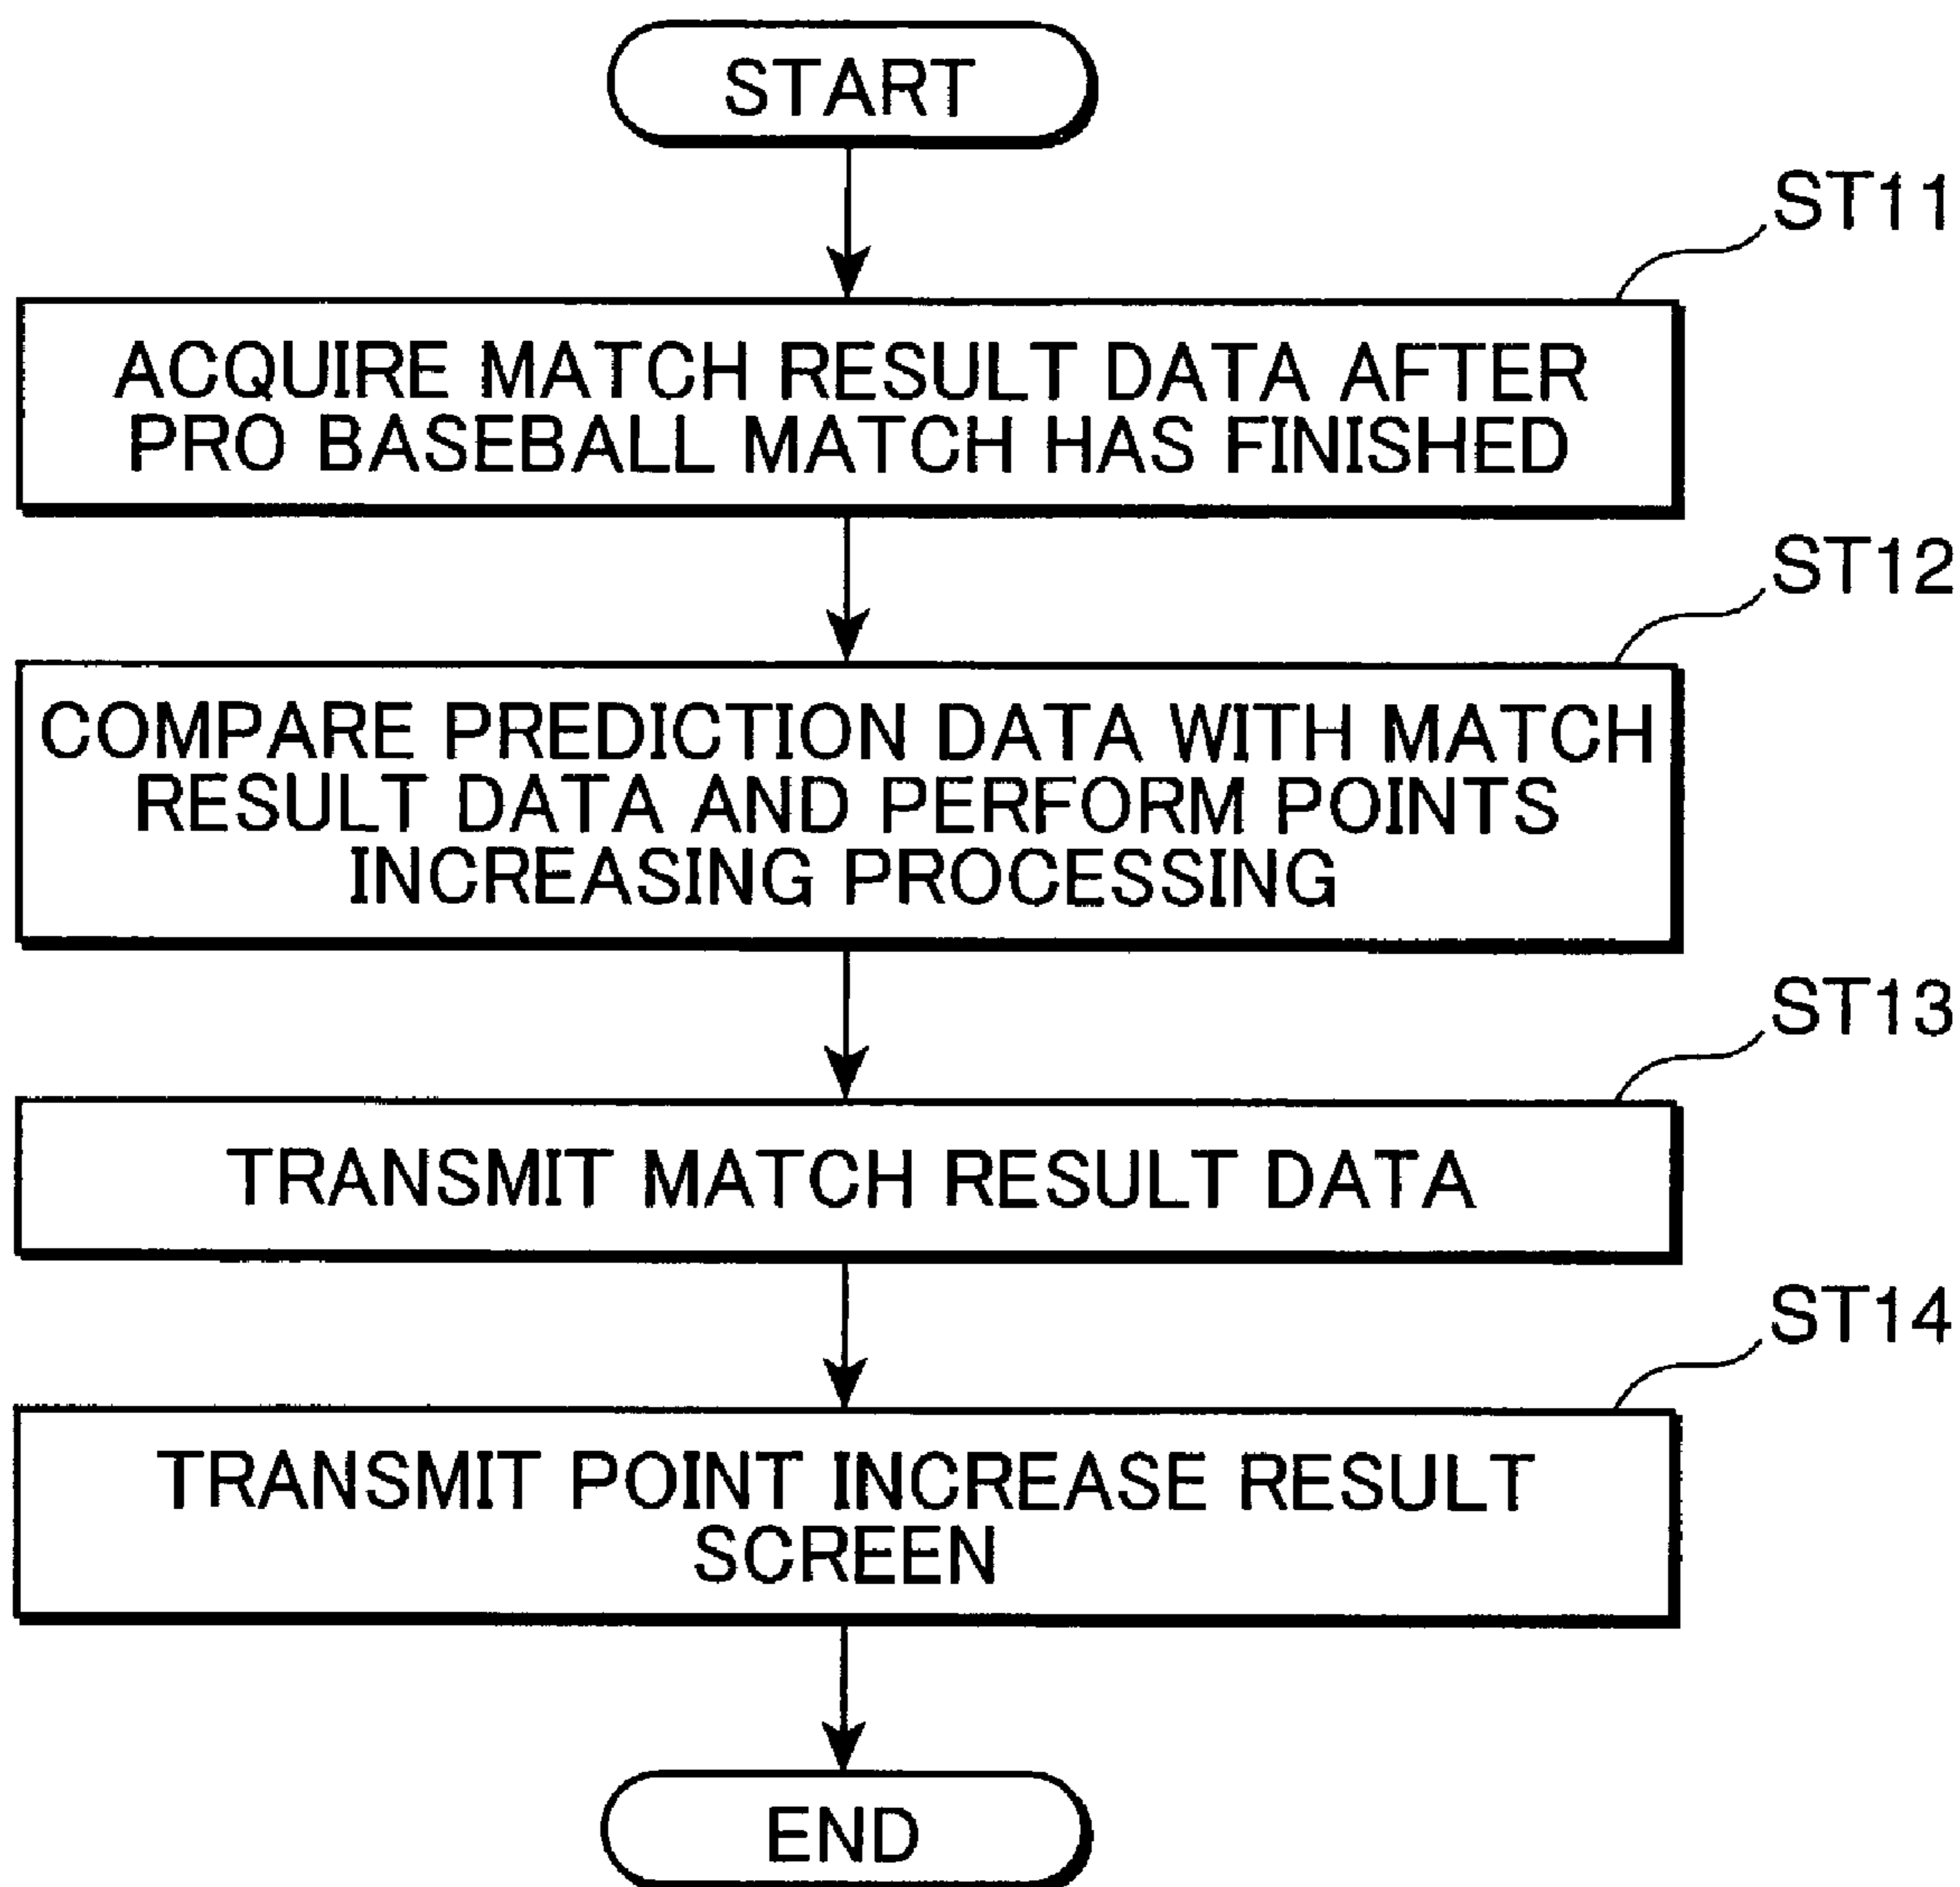 START
ST11
ACQUIRE MATCH RESULT DATA AFTER
PRO BASEBALL MATCH HAS FINISHED
ST12
COMPARE PREDICTION DATA WITH MATCH
RESULT DATA AND PERFORM POINTS
INCREASING PROCESSING
ST13
TRANSMIT MATCH RESULT DATA
ST14
TRANSMIT POINT INCREASE RESULT
SCREEN
END